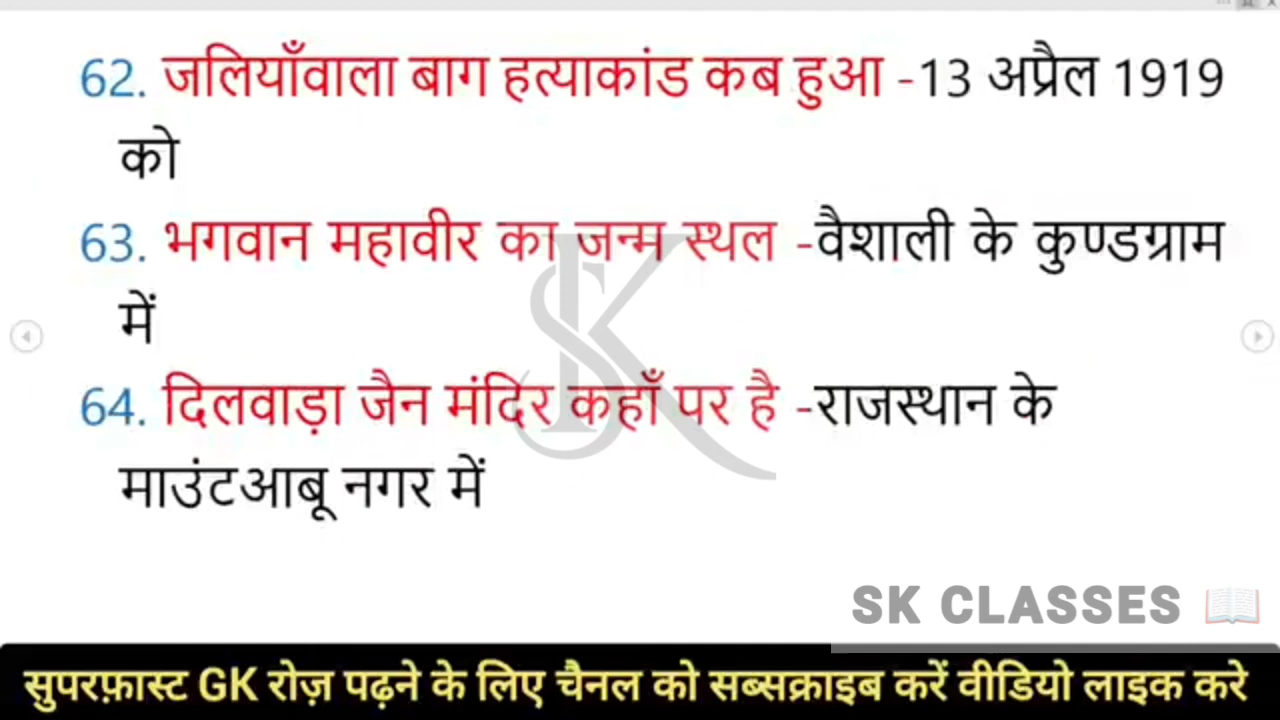 62. जलियाँवाला बाग हत्याकांड कब हुआ -13 अप्रैल 1919
को
63. भगवान महावीर का जन्म स्थल -वैशाली के कुण्डग्राम
में
64. दिलवाड़ा जैन मंदिर कहाँ पर है -राजस्थान के
माउंटआबू नगर में
SK
SK CLASSES
सुपरफ़ास्ट GK रोज़ पढ़ने के लिए चैनल को सब्सक्राइब करें वीडियो लाइक करे